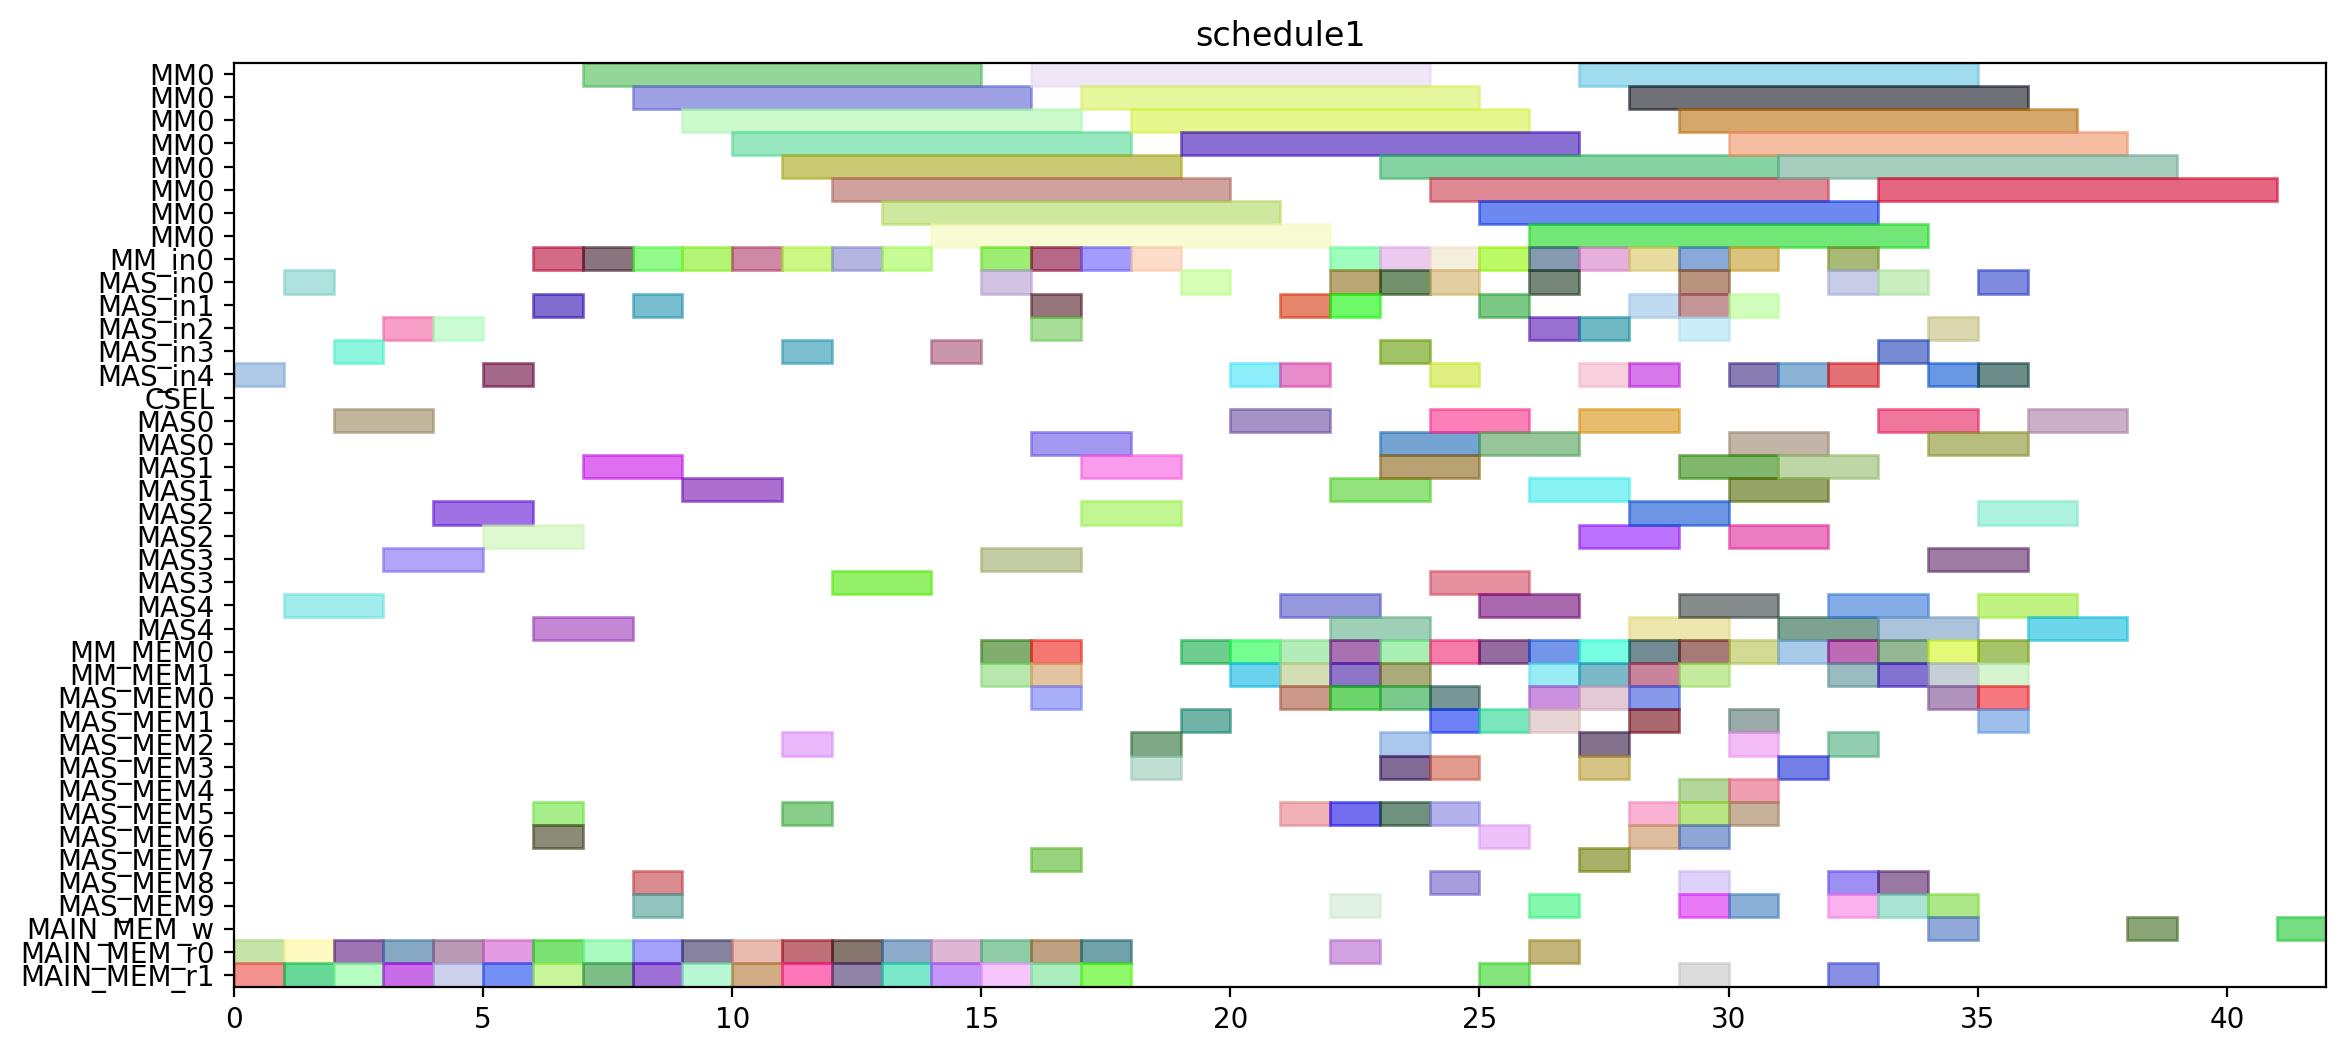 schedule1
MM0
MM0
MM0
MM0
MM0
MM0
MM0
MM0
MM_in0
MAS_in0
MAS_in1
MAS_in2
MAS_in3
MAS_in4
CSEL
MAS0
MAS0
MAS1
MAS1
MAS2
MAS2
MAS3
MAS3
MAS4
MAS4
MM_MEM0
MM_MEM1
MAS_MEM0
MAS_MEM1
MAS_MEM2
MAS_MEM3
MAS_MEM4
MAS_MEM5
MAS_MEM6
MAS_MEM7
MAS_MEM8
MAS_MEM9
MAIN_MEM_w
MAIN_MEM_r0
MAIN_MEM_r1
0 5 10 15 20 25 30 35 40